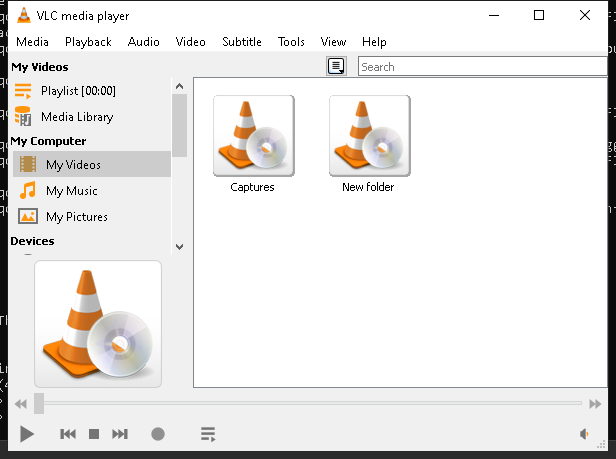 VLC media player
Media Playback Audio Video Subtitle Tools View Help
My Videos
Search
Playlist [00:00]
Media Library
My Computer
My Videos
My Music
My Pictures
Devices
Captures
New folder